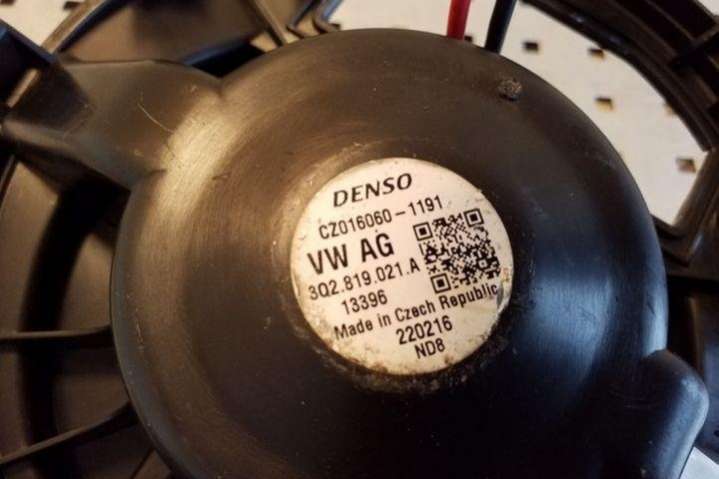 DENSO
CZ016060-1191
VW AG
3Q2.819.021.A
13396
Made in Czech Republic
220216
ND8